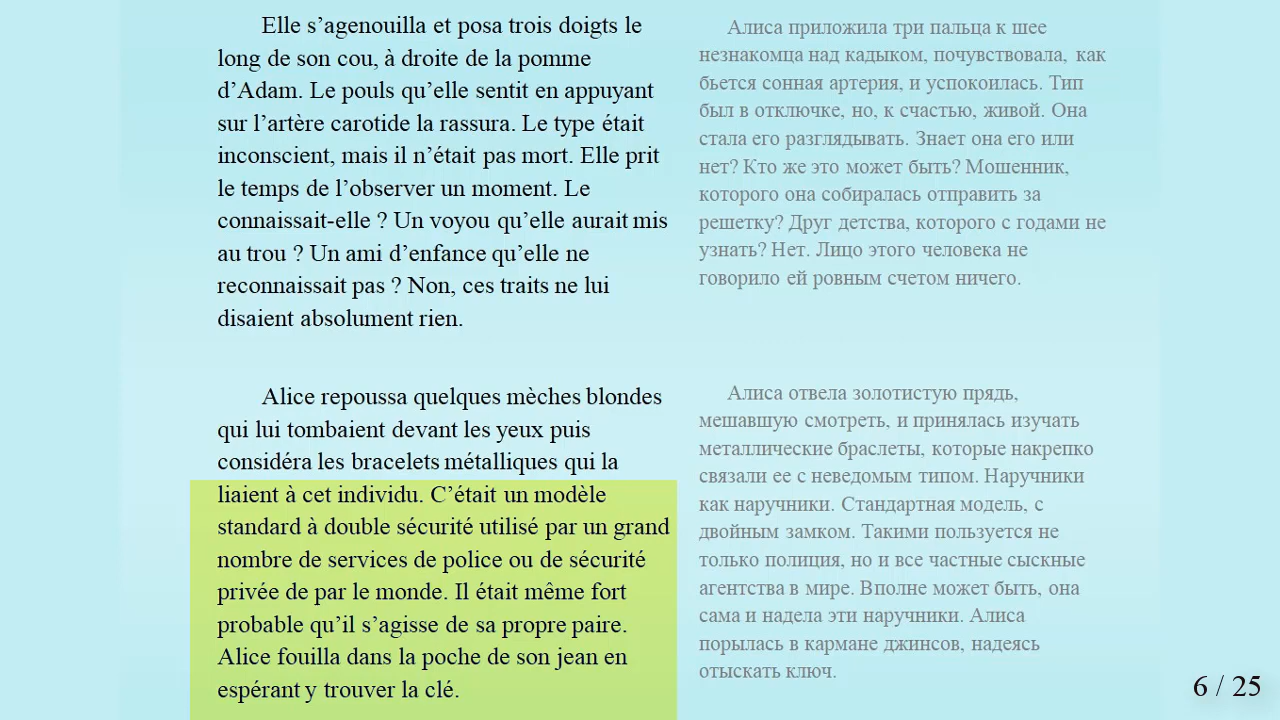 Elle s’agenouilla et posa trois doigts le
long de son cou, à droite de la pomme
d’Adam. Le pouls qu’elle sentit en appuyant
sur l’artère carotide la rassura. Le type était
inconscient, mais il n’était pas mort. Elle prit
le temps de l’observer un moment. Le
connaissait-elle ? Un voyou qu’elle aurait mis
au trou ? Un ami d’enfance qu’elle ne
reconnaissait pas ? Non, ces traits ne lui
disaient absolument rien.
Alice repoussa quelques mèches blondes
qui lui tombaient devant les yeux puis
considéra les bracelets métalliques qui la
liaient à cet individu. C’était un modèle
standard à double sécurité utilisé par un grand
nombre de services de police ou de sécurité
privée de par le monde. Il était même fort
probable qu’il s’agisse de sa propre paire.
Alice fouilla dans la poche de son jean en
espérant y trouver la clé.
Алиса приложила три пальца к шее
незнакомца над кадыком, почувствовала, как
бьется сонная артерия, и успокоилась. Тип
был в отключке, но, к счастью, живой. Она
стала его разглядывать. Знает она его или
нет? Кто же это может быть? Мошенник,
которого она собиралась отправить за
решетку? Друг детства, которого с годами не
узнать? Нет. Лицо этого человека не
говорило ей ровным счетом ничего.
Алиса отвела золотистую прядь,
мешавшую смотреть, и принялась изучать
металлические браслеты, которые накрепко
связали ее с неведомым типом. Наручники
как наручники. Стандартная модель, с
двойным замком. Такими пользуется не
только полиция, но и все частные сыскные
агентства в мире. Вполне может быть, она
сама и надела эти наручники. Алиса
порылась в кармане джинсов, надеясь
отыскать ключ.
6 / 25